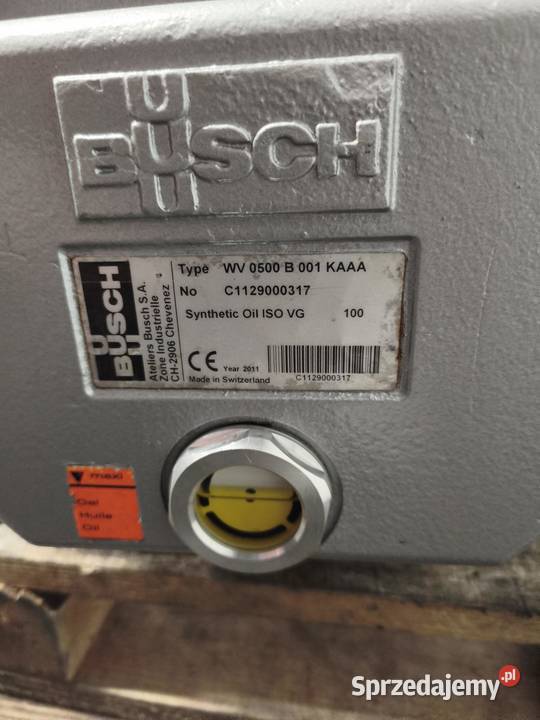 BUSCH
BUSCH
Ateliers Busch S.A.
Zone Industrielle
CH-2906 Chevenez
Type WV 0500 B 001 KAAA
No C1129000317
Synthetic Oil ISO VG 100
CE Year 2011
Made in Switzerland
C1129000317
maxi
Oel
Huile
Oil
Sprzedajemy.pl